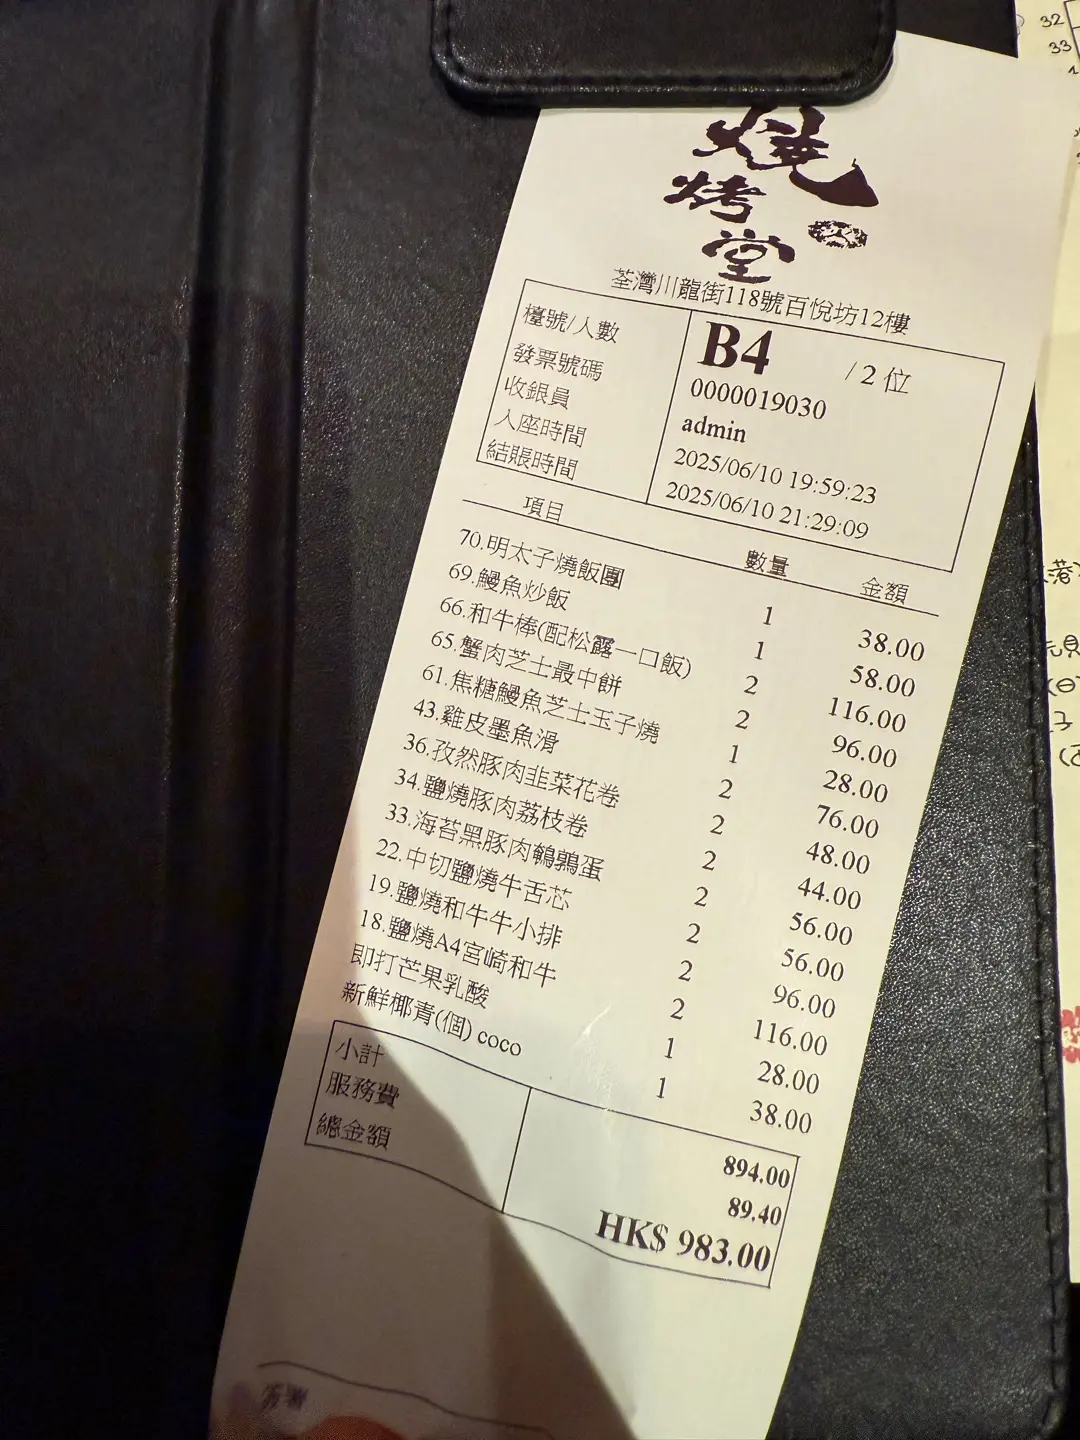 燒
烤
堂
荃灣川龍街118號百悅坊12樓
檯號/人數 B4 / 2 位
發票號碼 0000019030
收銀員 admin
入座時間 2025/06/10 19:59:23
結賬時間 2025/06/10 21:29:09
項目 數量 金額
70.明太子燒飯團 1 38.00
69.鰻魚炒飯 1 58.00
66.和牛棒(配松露一口飯) 2 116.00
65.蟹肉芝士最中餅 2 96.00
61.焦糖鰻魚芝士玉子燒 1 28.00
43.雞皮墨魚滑 2 76.00
36.孜然豚肉韭菜花卷 2 48.00
34.鹽燒豚肉荔枝卷 2 44.00
33.海苔黑豚肉鵪鶉蛋 2 56.00
22.中切鹽燒牛舌芯 2 56.00
19.鹽燒和牛牛小排 2 96.00
18.鹽燒A4宮崎和牛 2 116.00
即打芒果乳酸 1 28.00
新鮮椰青(個) coco 1 38.00
小計 894.00
服務費 89.40
總金額 HK$ 983.00
簽署
32
33